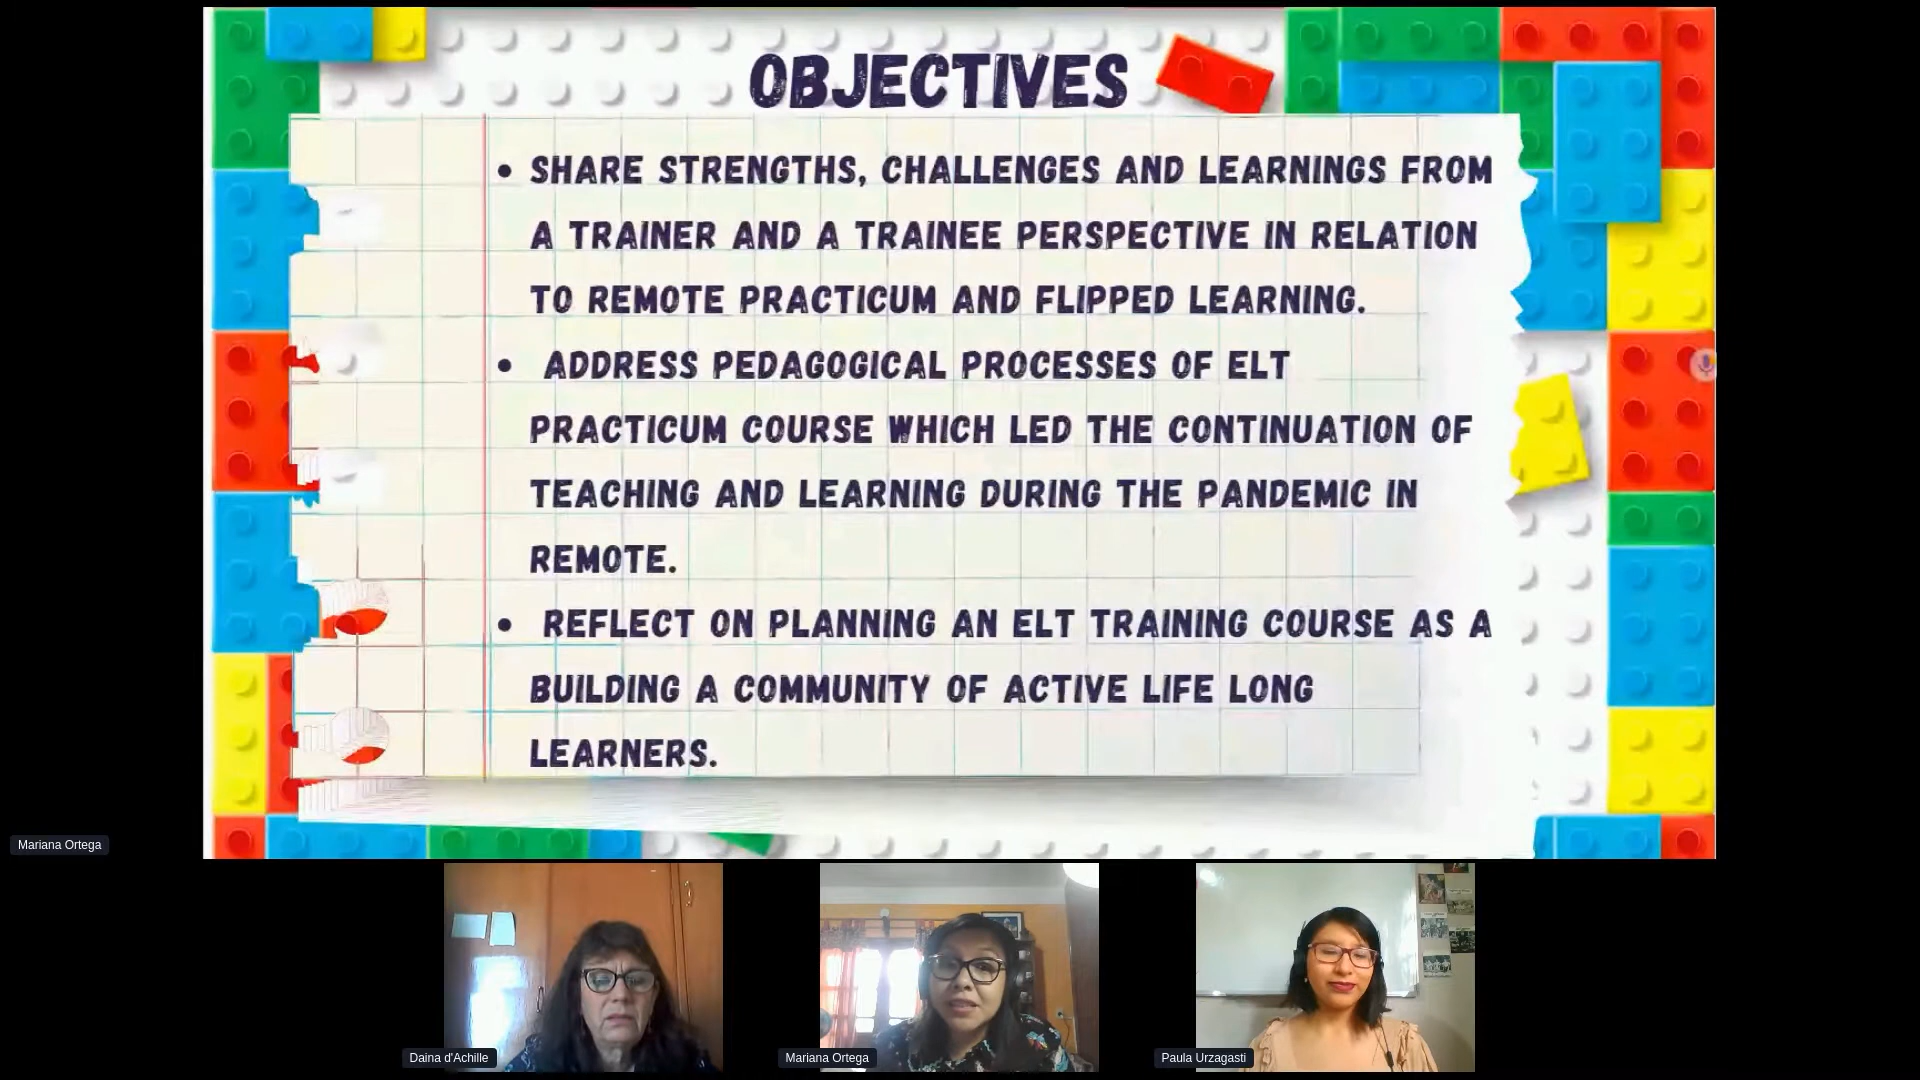 OBJECTIVES
• SHARE STRENGTHS, CHALLENGES AND LEARNINGS FROM
A TRAINER AND A TRAINEE PERSPECTIVE IN RELATION
TO REMOTE PRACTICUM AND FLIPPED LEARNING.
• ADDRESS PEDAGOGICAL PROCESSES OF ELT
PRACTICUM COURSE WHICH LED THE CONTINUATION OF
TEACHING AND LEARNING DURING THE PANDEMIC IN
REMOTE.
• REFLECT ON PLANNING AN ELT TRAINING COURSE AS A
BUILDING A COMMUNITY OF ACTIVE LIFE LONG
LEARNERS.
Mariana Ortega
Daina d'Achille
Mariana Ortega
Paula Urzagasti